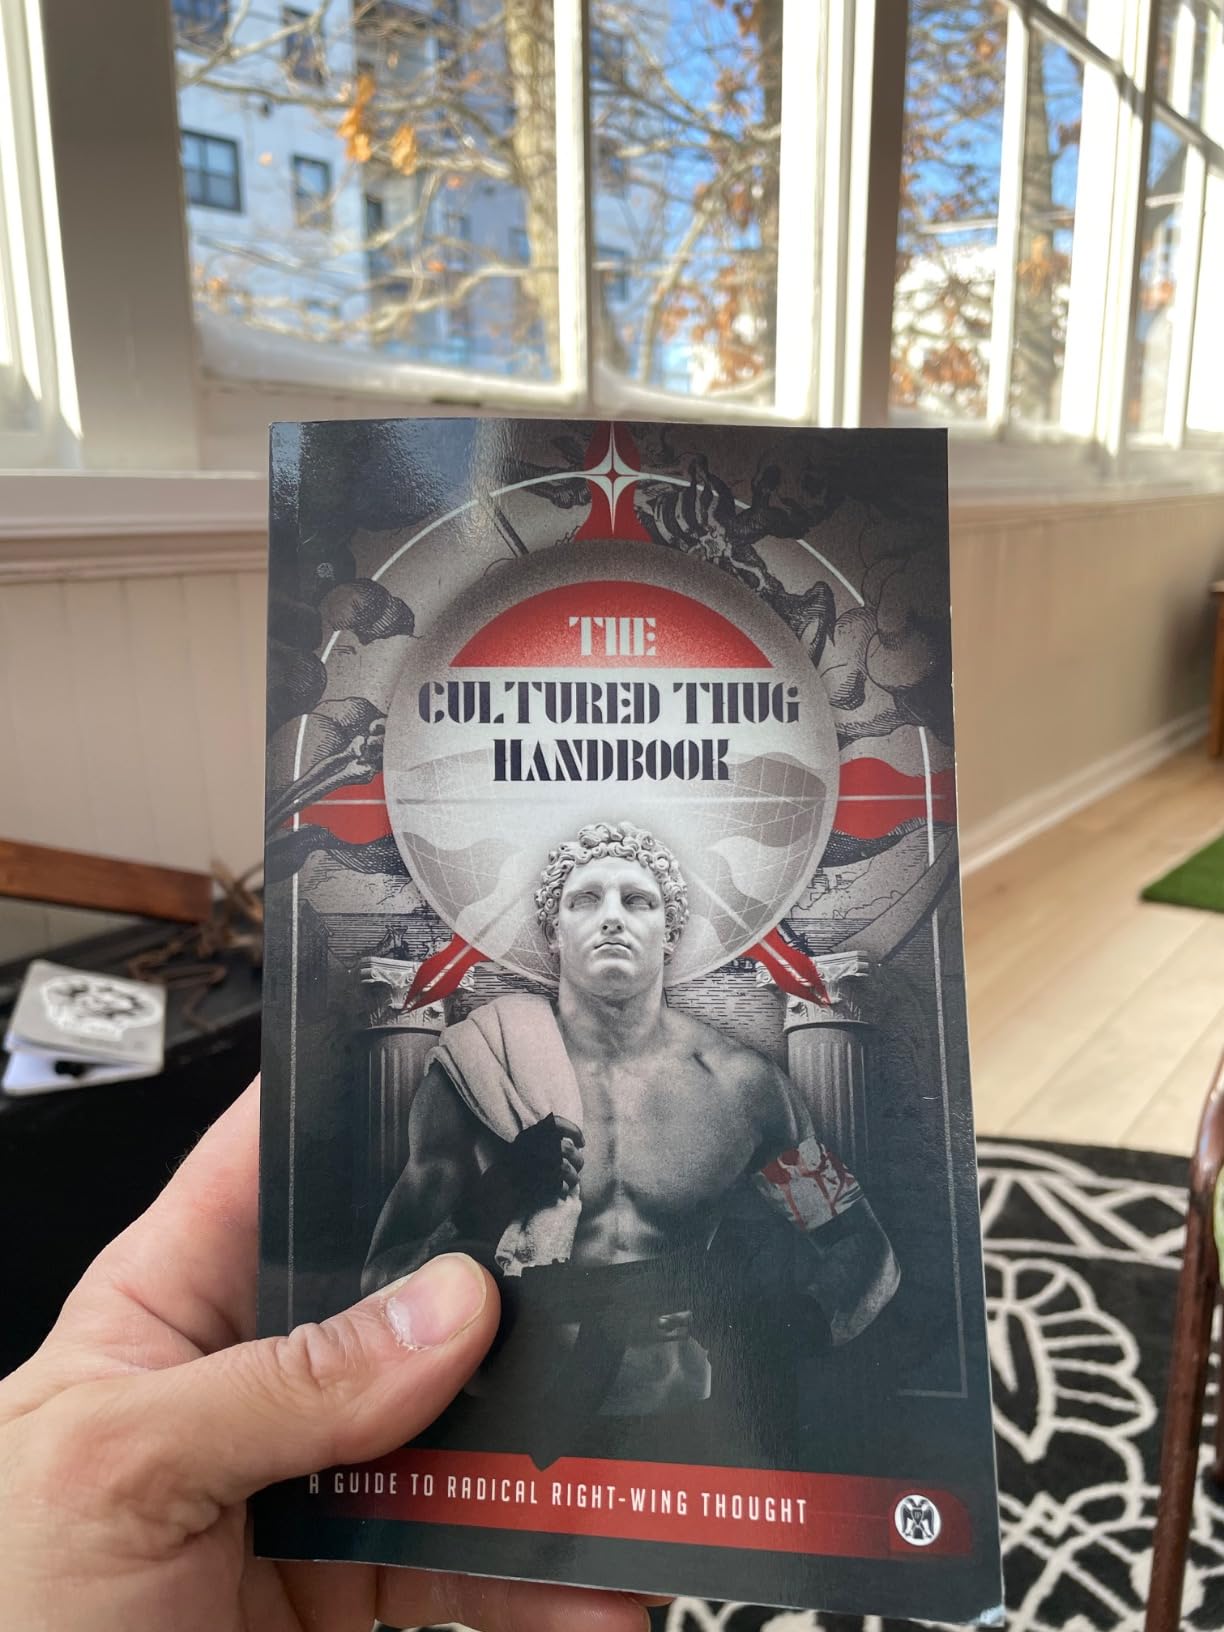 THE
CULTURED THUG
HANDBOOK
A GUIDE TO RADICAL RIGHT-WING THOUGHT